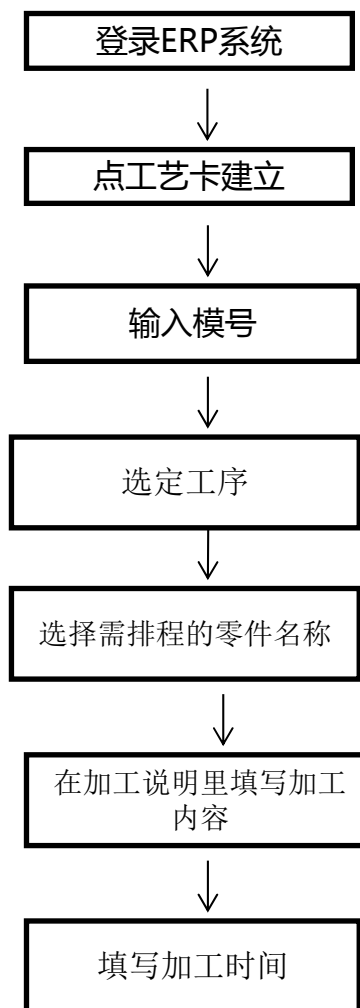 登录ERP系统
点工艺卡建立
输入模号
选定工序
选择需排程的零件名称
在加工说明里填写加工
内容
填写加工时间